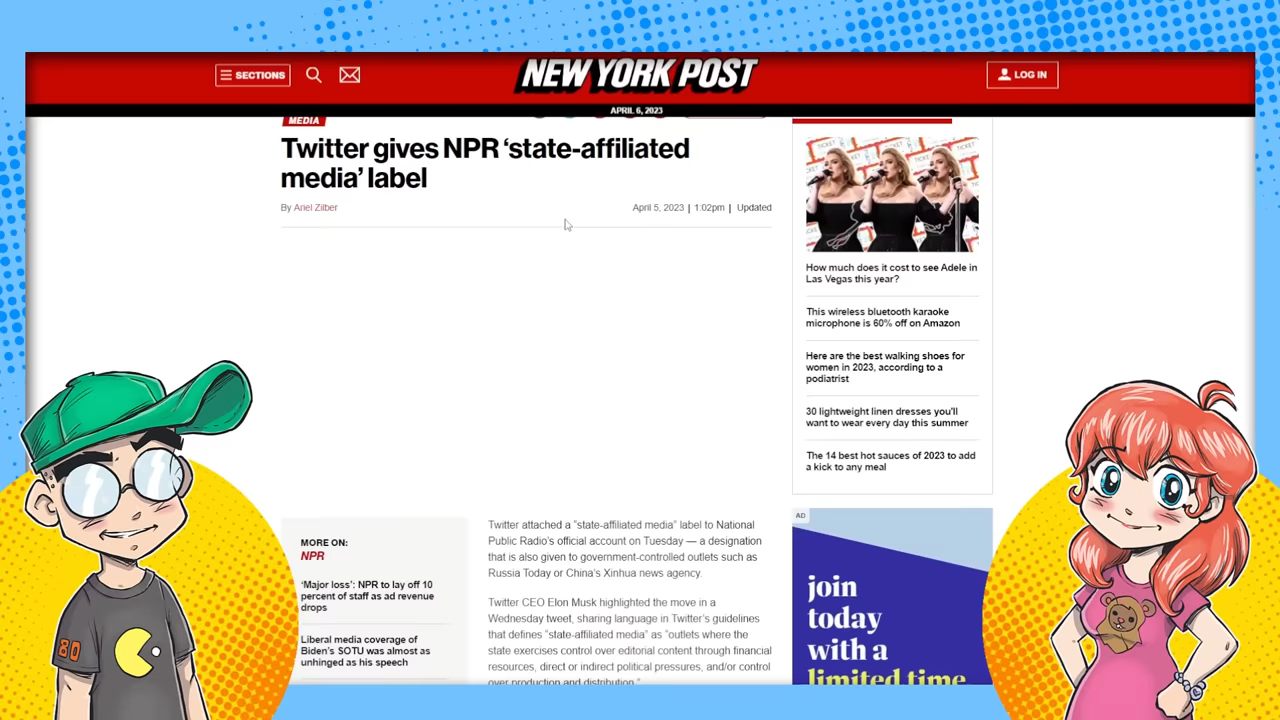 SECTIONS
NEW YORK POST
LOG IN
APRIL 6, 2023
MEDIA
Twitter gives NPR ‘state-affiliated
media’ label
By Ariel Zilber
April 5, 2023 | 1:02pm | Updated
TICKET
How much does it cost to see Adele in
Las Vegas this year?
This wireless bluetooth karaoke
microphone is 60% off on Amazon
Here are the best walking shoes for
women in 2023, according to a
podiatrist
30 lightweight linen dresses you'll
want to wear every day this summer
The 14 best hot sauces of 2023 to add
a kick to any meal
MORE ON:
NPR
‘Major loss’: NPR to lay off 10
percent of staff as ad revenue
drops
Liberal media coverage of
Biden’s SOTU was almost as
unhinged as his speech
Twitter attached a “state-affiliated media” label to National
Public Radio’s official account on Tuesday — a designation
that is also given to government-controlled outlets such as
Russia Today or China’s Xinhua news agency.
Twitter CEO Elon Musk highlighted the move in a
Wednesday tweet, sharing language in Twitter’s guidelines
that defines “state-affiliated media” as “outlets where the
state exercises control over editorial content through financial
resources, direct or indirect political pressures, and/or control
over production and distribution.”
AD
join
today
with a
limited time
80